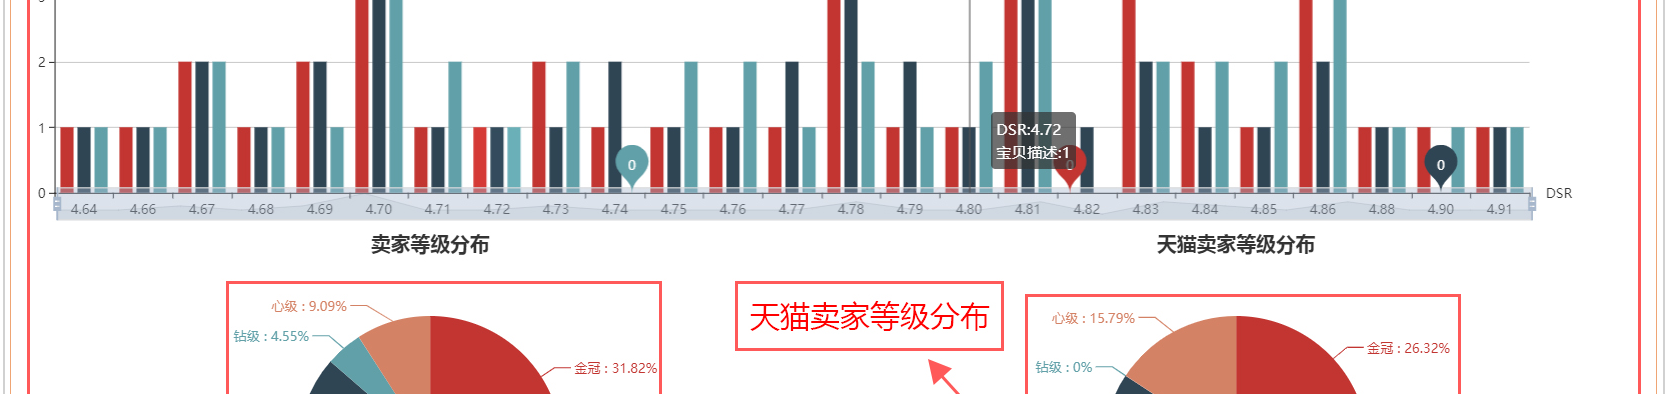 2
1
DSR:4.72
宝贝描述:1
0
0
0
0
DSR
4.64 4.66 4.67 4.68 4.69 4.70 4.71 4.72 4.73 4.74 4.75 4.76 4.77 4.78 4.79 4.80 4.81 4.82 4.83 4.84 4.85 4.86 4.88 4.90 4.91
卖家等级分布
天猫卖家等级分布
心级 : 9.09%
钻级 : 4.55%
金冠 : 31.82%
天猫卖家等级分布
心级 : 15.79%
钻级 : 0%
金冠 : 26.32%